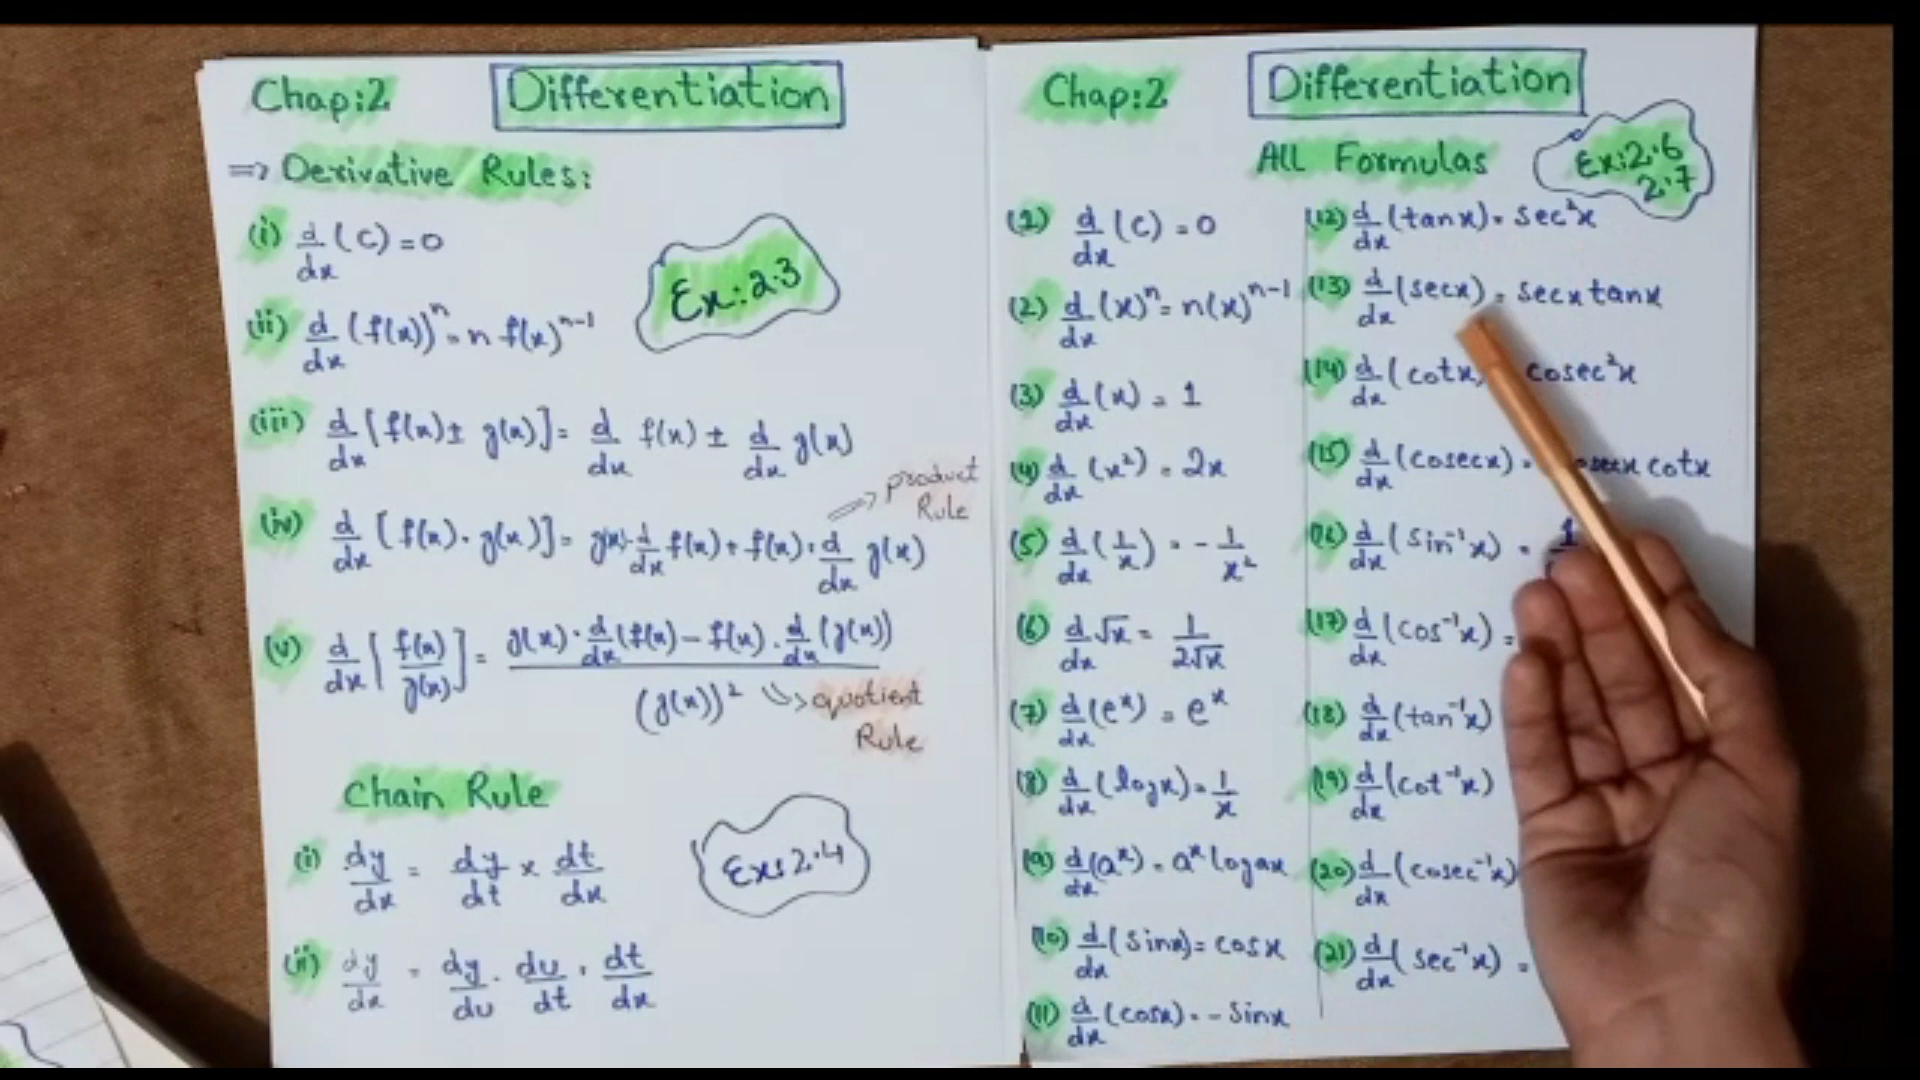 Chap:2 Differentiation
=> Derivative Rules:
(i) d/dx (c) = 0
Ex: 2.3
(ii) d/dx (f(x))^n = n f(x)^n-1
(iii) d/dx [f(x) ± g(x)] = d/dx f(x) ± d/dx g(x)
(iv) d/dx [f(x) . g(x)] = g(x) . d/dx f(x) + f(x) . d/dx g(x)
=> product
Rule
(v) d/dx [f(x)/g(x)] = g(x) . d/dx (f(x) - f(x) . d/dx (g(x)) / (g(x))²
=> quotient
Rule
Chain Rule
(i) dy/dx = dy/dt × dt/dx
Ex: 2.4
(ii) dy/dx = dy/du . du/dt . dt/dx
Chap:2 Differentiation
All Formulas
Ex: 2.6
2.7
(1) d/dx (c) = 0
(2) d/dx (x)^n = n(x)^n-1
(3) d/dx (x) = 1
(4) d/dx (x²) = 2x
(5) d/dx (1/x) = - 1/x²
(6) d/dx √x = 1/2√x
(7) d/dx (e^x) = e^x
(8) d/dx (logx) = 1/x
(9) d/dx (a^x) = a^x logax
(10) d/dx (sinx) = cosx
(11) d/dx (cosx) = - sinx
(12) d/dx (tanx) = sec²x
(13) d/dx (secx) = secx tanx
(14) d/dx (cotx cosec²x
(15) d/dx (cosecx) = cotx
(16) d/dx (sin⁻¹x) = 1
(17) d/dx (cos⁻¹x) =
(18) d/dx (tan⁻¹x)
(19) d/dx (cot⁻¹x)
(20) d/dx (cosec⁻¹x)
(21) d/dx (sec⁻¹x) =